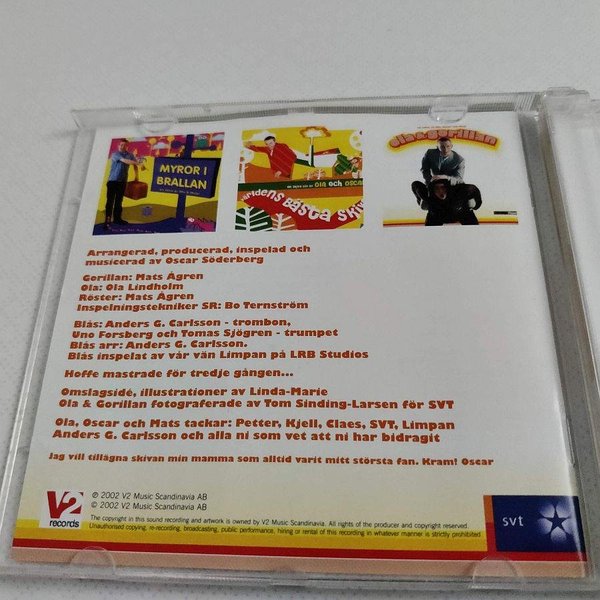 MYROR I
BRALLAN
OLA OCH OSCAR
VÄRLDENS BÄSTA SKIV
Ola & Gorillan
Arrangerad, producerad, inspelad och
musicerad av Oscar Söderberg
Gorillan: Mats Ågren
Ola: Ola Lindholm
Röster: Mats Ågren
Inspelningstekniker SR: Bo Ternström
Blås: Anders G. Carlsson - trombon,
Uno Forsberg och Tomas Sjögren - trumpet
Blås arr: Anders G. Carlsson.
Blås inspelat av vår vän Limpan på LRB Studios
Hoffe mastrade för tredje gången...
Omslagsidé, illustrationer av Linda-Marie
Ola & Gorillan fotograferade av Tom Sinding-Larsen för SVT
Ola, Oscar och Mats tackar: Petter, Kjell, Claes, SVT, Limpan
Anders G. Carlsson och alla ni som vet att ni har bidragit
Jag vill tillägna skivan min mamma som alltid varit mitt största fan. Kram! Oscar
V2
records
℗ 2002 V2 Music Scandinavia AB
© 2002 V2 Music Scandinavia AB
The copyright in this sound recording and artwork is owned by V2 Music Scandinavia. All rights of the producer and copyright reserved.
Unauthorised copying, re-recording, broadcasting, public performance, hiring or rental of this recording in whatever manner is strictly prohibited.
svt